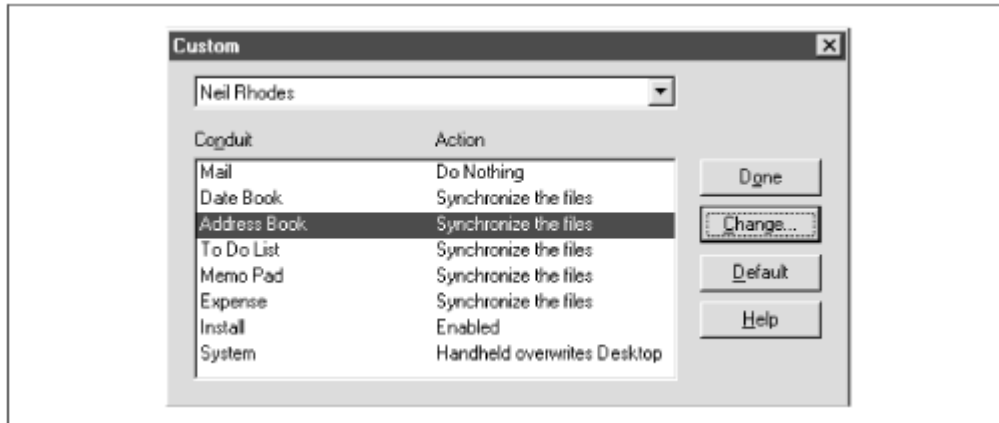 Custom
Neil Rhodes
Conduit Action
Mail Do Nothing
Date Book Synchronize the files
Address Book Synchronize the files
To Do List Synchronize the files
Memo Pad Synchronize the files
Expense Synchronize the files
Install Enabled
System Handheld overwrites Desktop
Done
Change...
Default
Help